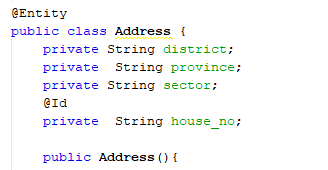 @Entity
public class Address {
private String district;
private  String province;
private String sector;
@Id
private  String house_no;
public Address(){